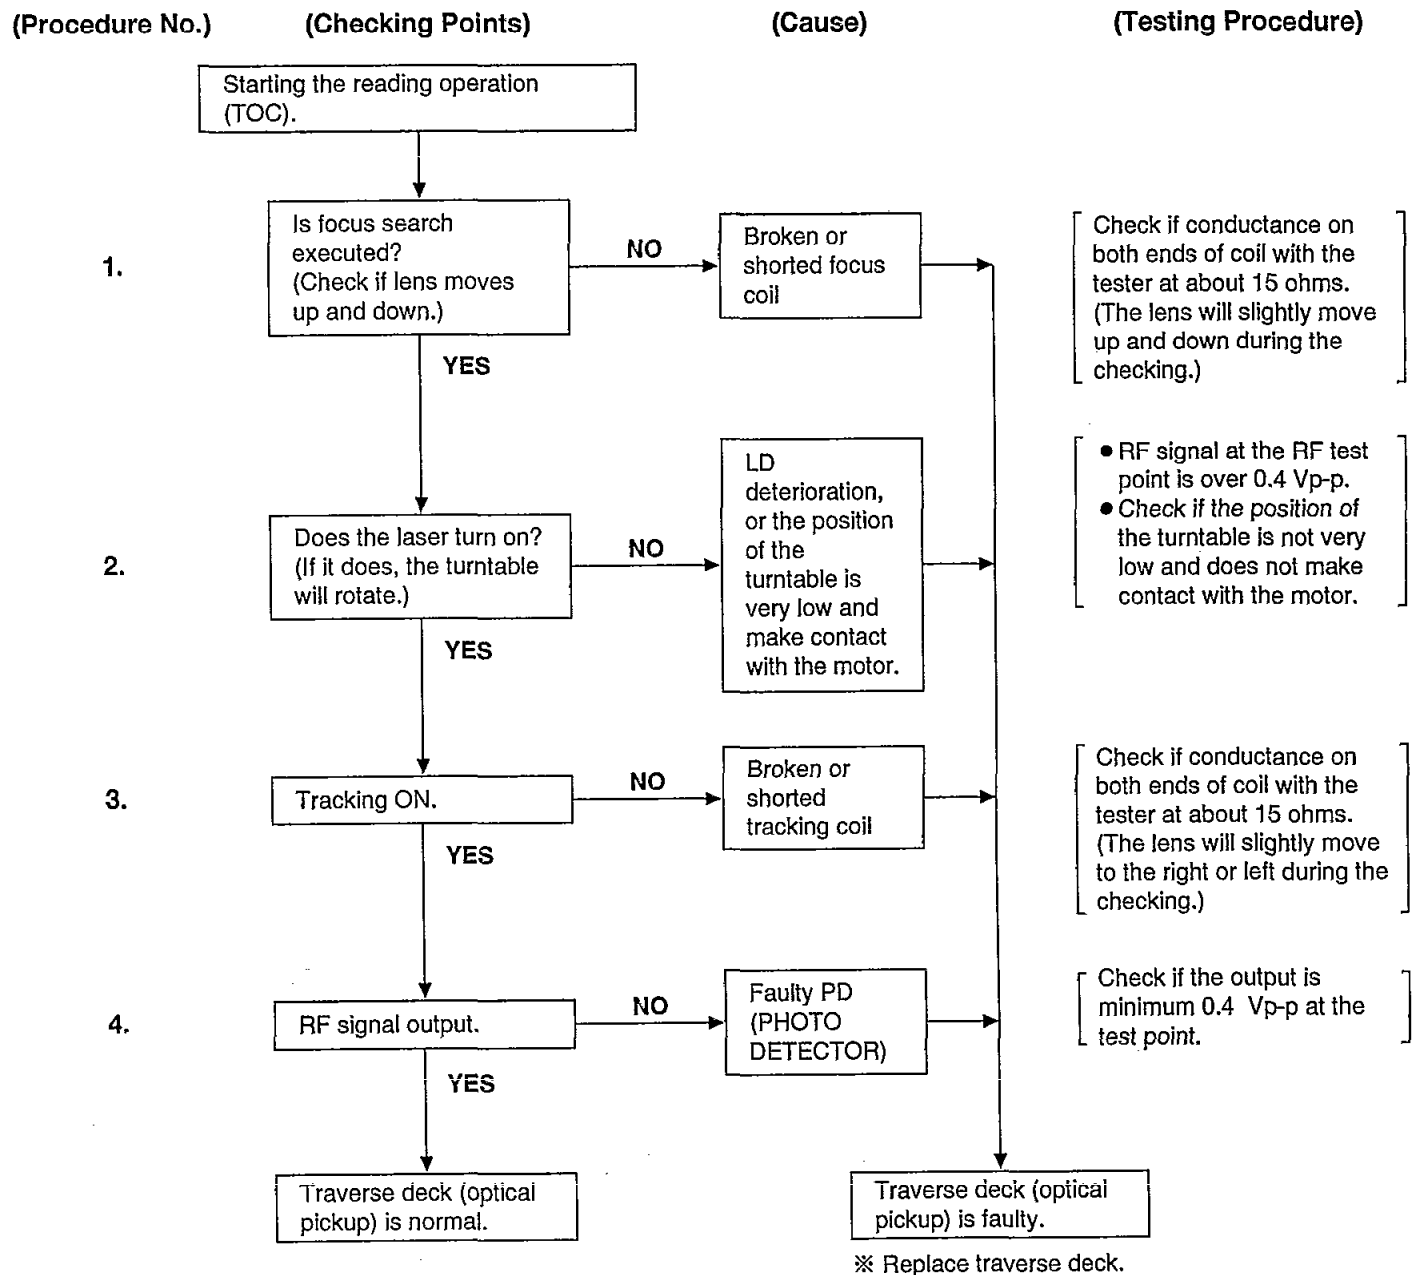 (Procedure No.) (Checking Points) (Cause) (Testing Procedure)
Starting the reading operation
(TOC).
1.
Is focus search
executed?
(Check if lens moves
up and down.)
NO
YES
Broken or
shorted focus
coil
Check if conductance on
both ends of coil with the
tester at about 15 ohms.
(The lens will slightly move
up and down during the
checking.)
2.
Does the laser turn on?
(If it does, the turntable
will rotate.)
NO
YES
LD
deterioration,
or the position
of the
turntable is
very low and
make contact
with the motor.
● RF signal at the RF test
point is over 0.4 Vp-p.
● Check if the position of
the turntable is not very
low and does not make
contact with the motor.
3.
Tracking ON.
NO
YES
Broken or
shorted
tracking coil
Check if conductance on
both ends of coil with the
tester at about 15 ohms.
(The lens will slightly move
to the right or left during the
checking.)
4.
RF signal output.
NO
YES
Faulty PD
(PHOTO
DETECTOR)
Check if the output is
minimum 0.4 Vp-p at the
test point.
Traverse deck (optical
pickup) is normal.
Traverse deck (optical
pickup) is faulty.
※ Replace traverse deck.